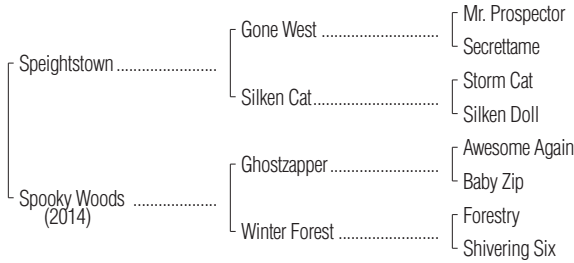 Mr. Prospector
Gone West ..............................
Secrettame
Speightstown .........................
Storm Cat
Silken Cat................................
Silken Doll
Awesome Again
Ghostzapper...........................
Baby Zip
Spooky Woods .....................
(2014)
Forestry
Winter Forest .........................
Shivering Six